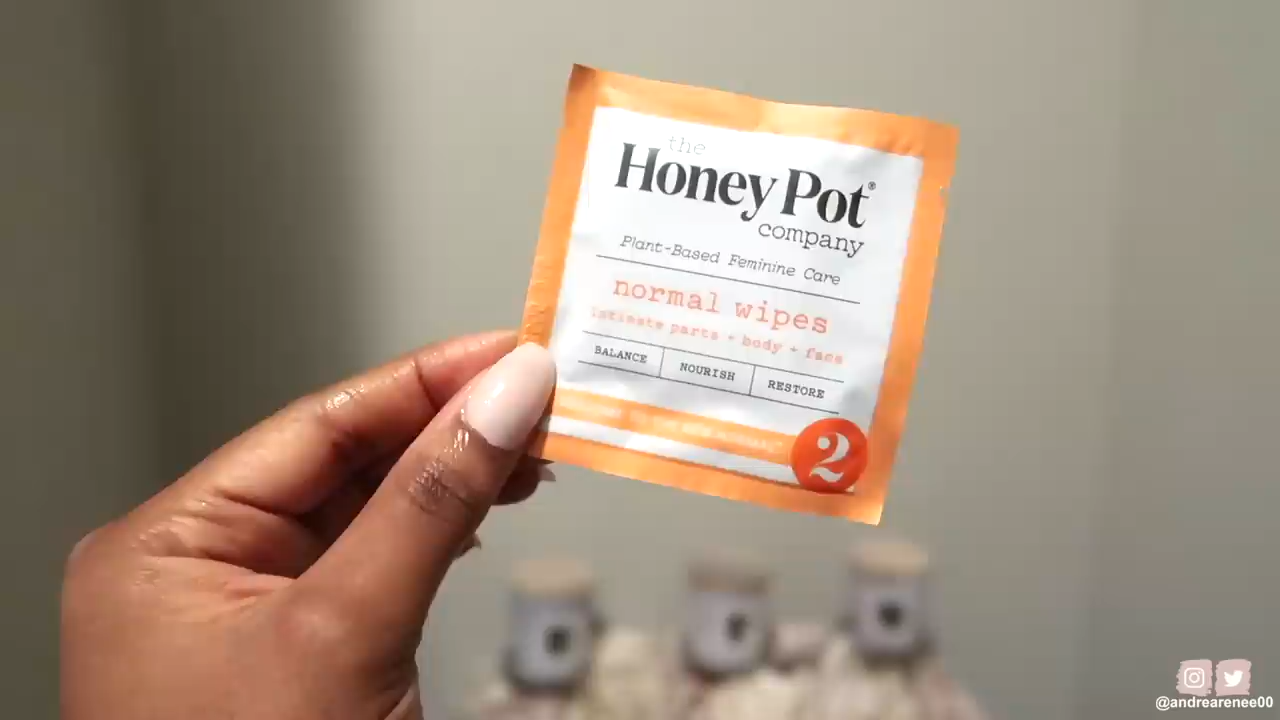 the
Honey Pot®
company
Plant-Based Feminine Care
normal wipes
intimate parts + body + face
BALANCE NOURISH RESTORE
2
@andrearenee00